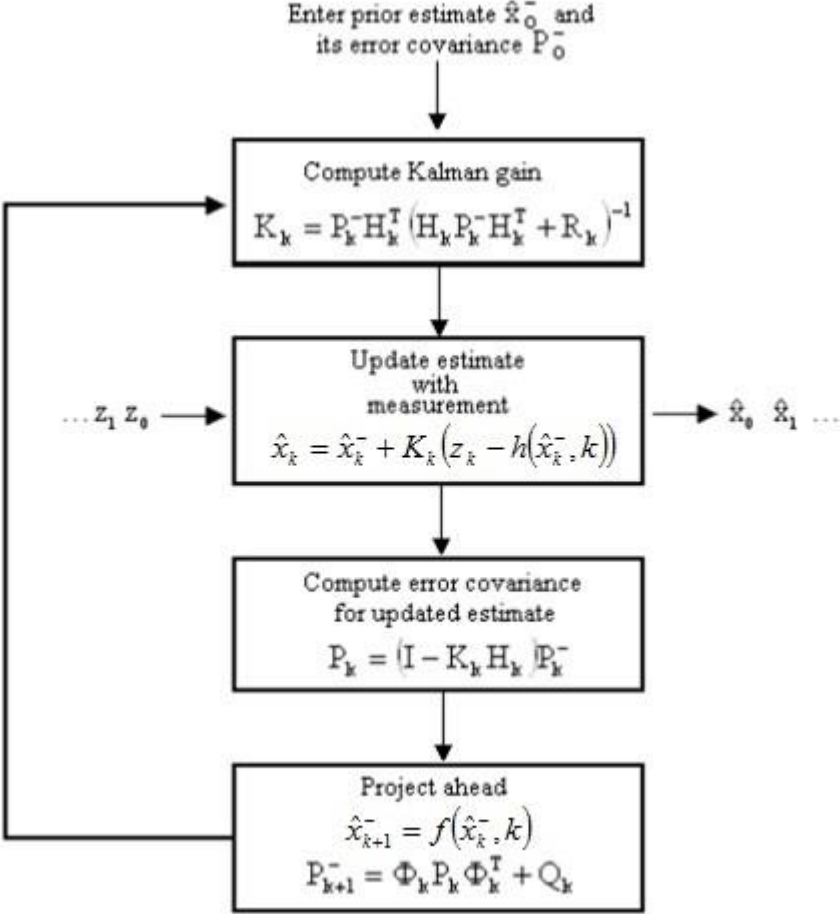 Enter prior estimate x̂₀⁻ and
its error covariance P₀⁻
Compute Kalman gain
Kₖ = Pₖ⁻Hₖᵀ(HₖPₖ⁻Hₖᵀ + Rₖ)⁻¹
Update estimate
with
measurement
... z₁ z₀
x̂ₖ = x̂ₖ⁻ + Kₖ(zₖ − h(x̂ₖ⁻, k))
x̂₀ x̂₁ ...
Compute error covariance
for updated estimate
Pₖ = (I − KₖHₖ)Pₖ⁻
Project ahead
x̂ₖ₊₁⁻ = f(x̂ₖ⁻, k)
Pₖ₊₁⁻ = ΦₖPₖΦₖᵀ + Qₖ